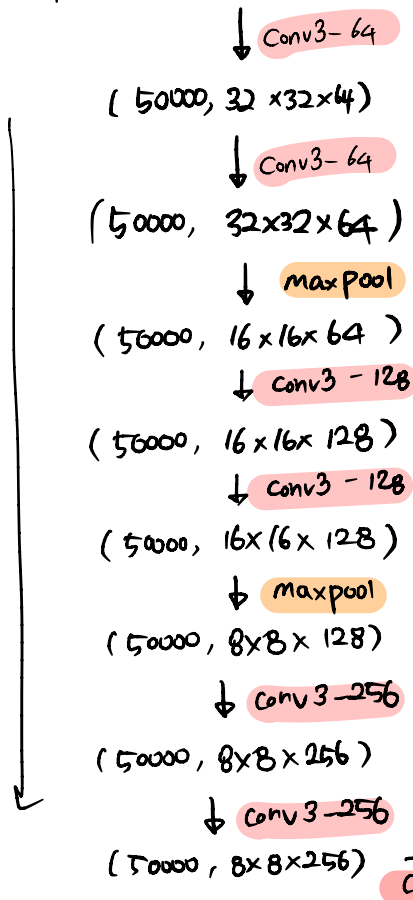 ↓ Conv3-64
( 50000, 32×32×64)
↓ Conv3-64
(50000, 32×32×64)
↓ maxpool
( 50000, 16×16×64 )
↓ Conv3-128
( 50000, 16×16×128)
↓ Conv3-128
( 50000, 16×16×128)
↓ maxpool
(50000, 8×8×128)
↓ Conv3-256
(50000, 8×8×256)
↓ Conv3-256
(50000, 8×8×256)